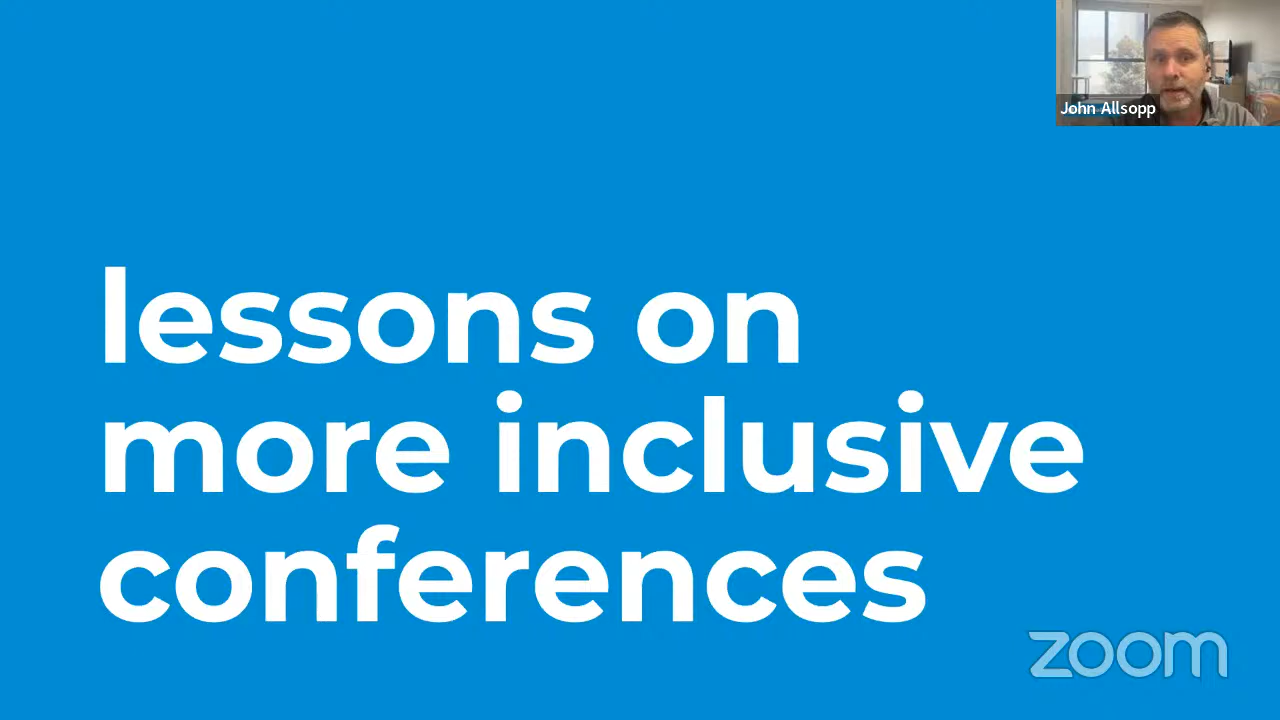 John Allsopp
lessons on
more inclusive
conferences
zoom